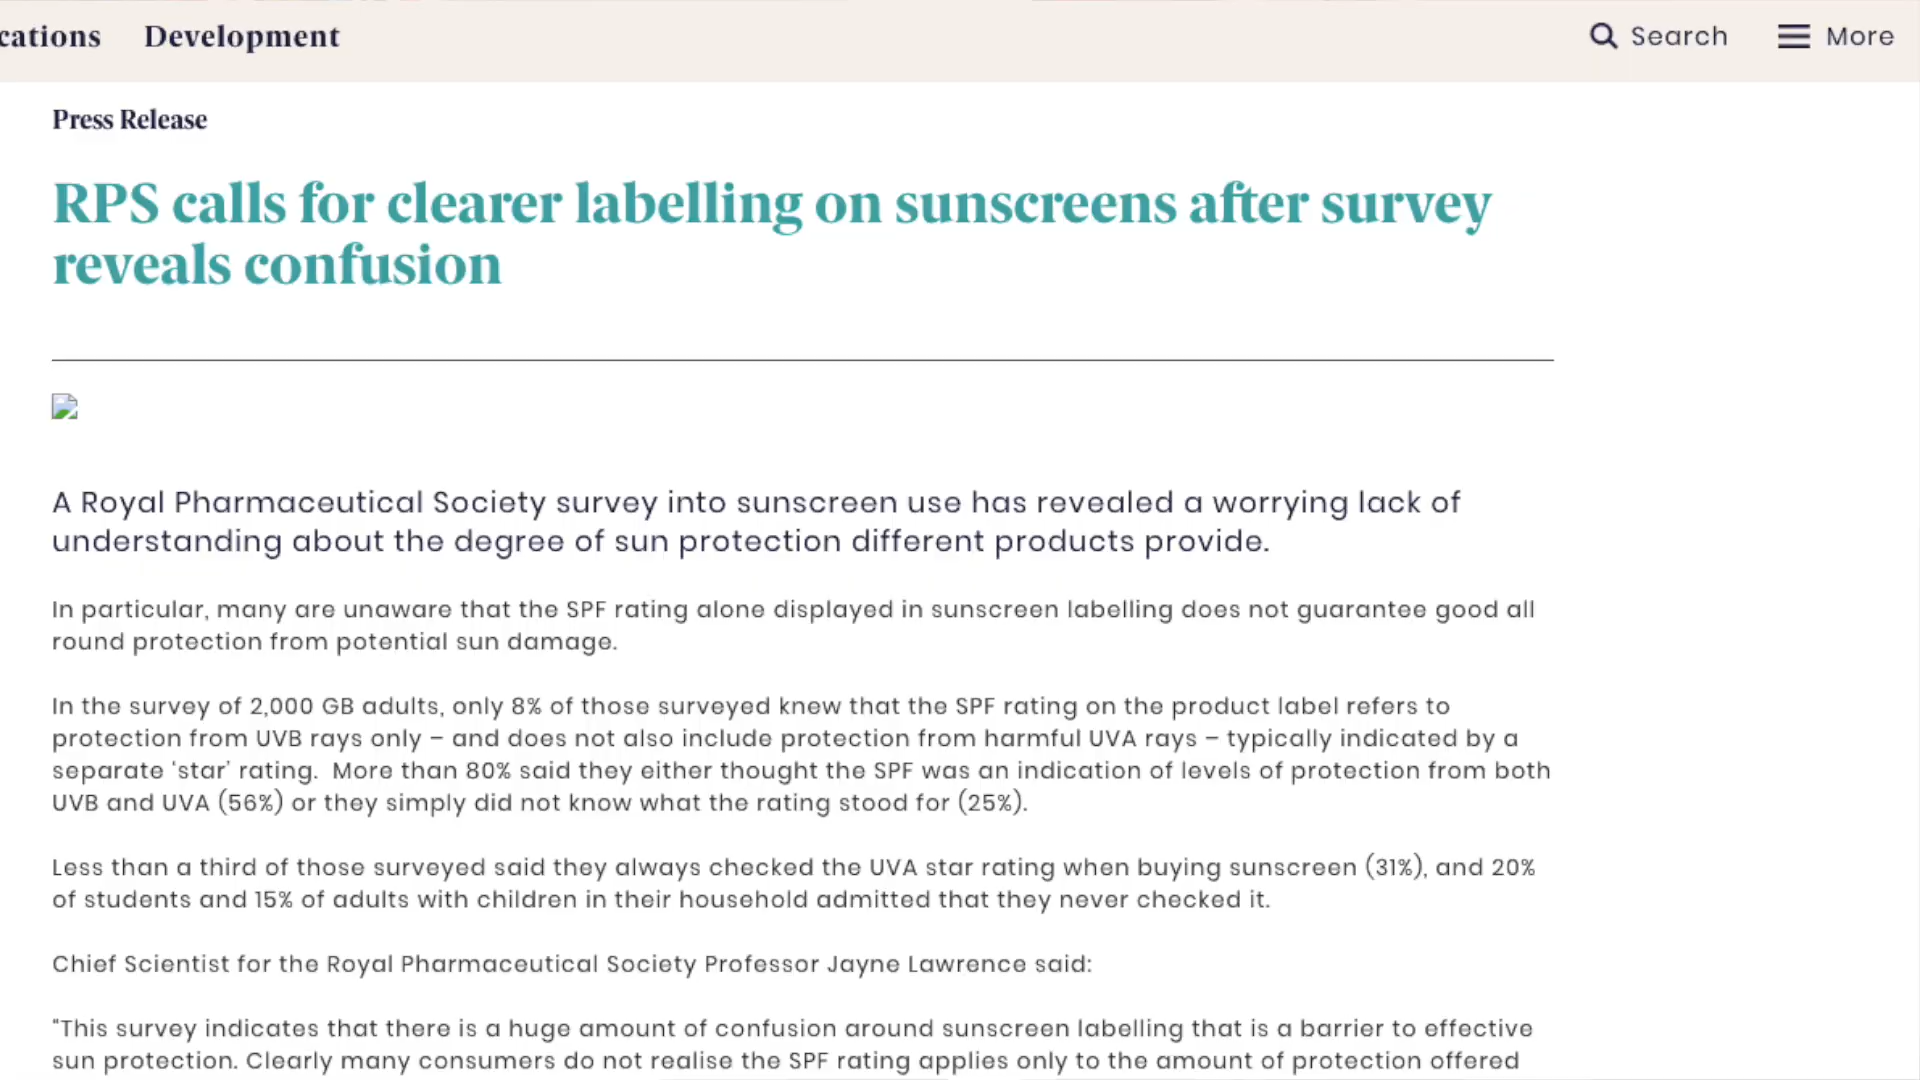 cations Development Search More
Press Release
RPS calls for clearer labelling on sunscreens after survey
reveals confusion
A Royal Pharmaceutical Society survey into sunscreen use has revealed a worrying lack of
understanding about the degree of sun protection different products provide.
In particular, many are unaware that the SPF rating alone displayed in sunscreen labelling does not guarantee good all
round protection from potential sun damage.
In the survey of 2,000 GB adults, only 8% of those surveyed knew that the SPF rating on the product label refers to
protection from UVB rays only – and does not also include protection from harmful UVA rays – typically indicated by a
separate ‘star’ rating.  More than 80% said they either thought the SPF was an indication of levels of protection from both
UVB and UVA (56%) or they simply did not know what the rating stood for (25%).
Less than a third of those surveyed said they always checked the UVA star rating when buying sunscreen (31%), and 20%
of students and 15% of adults with children in their household admitted that they never checked it.
Chief Scientist for the Royal Pharmaceutical Society Professor Jayne Lawrence said:
“This survey indicates that there is a huge amount of confusion around sunscreen labelling that is a barrier to effective
sun protection. Clearly many consumers do not realise the SPF rating applies only to the amount of protection offered